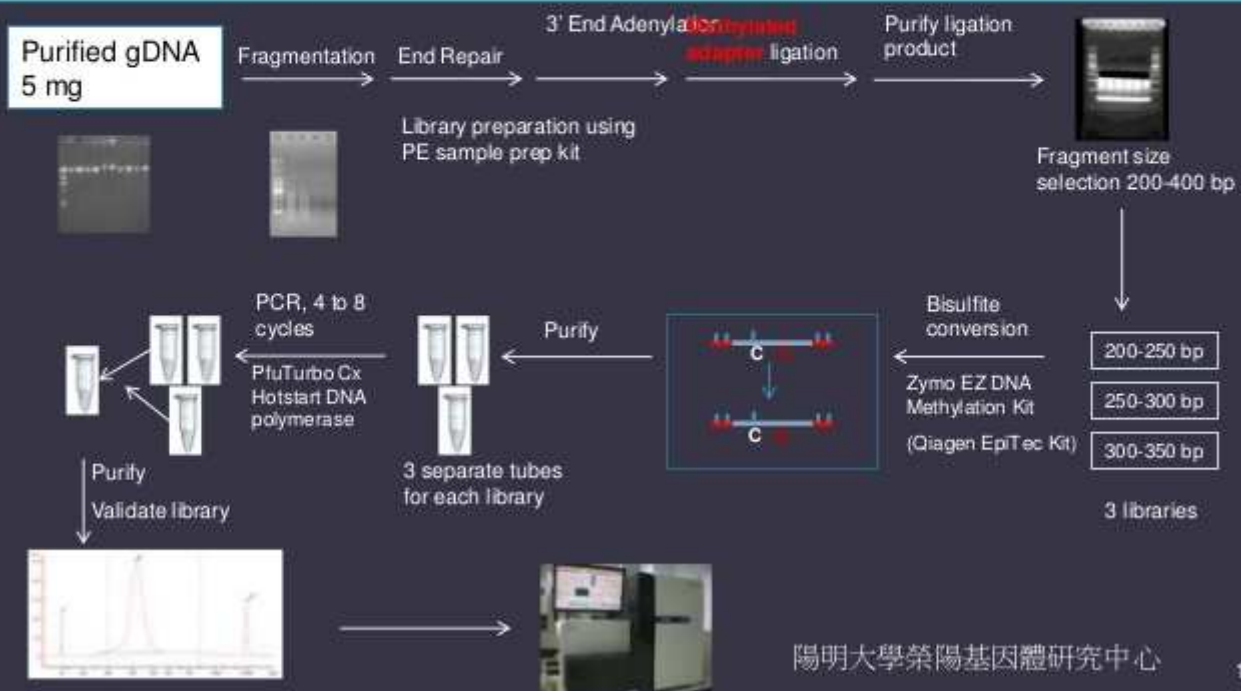 Purified gDNA
5 mg
Fragmentation
End Repair
3' End Adenylation
Methylated
adapter ligation
Purify ligation
product
Library preparation using
PE sample prep kit
Fragment size
selection 200-400 bp
200-250 bp
250-300 bp
300-350 bp
3 libraries
Bisulfite
conversion
Zymo EZ DNA
Methylation Kit
(Qiagen EpiTec Kit)
C
C
Purify
3 separate tubes
for each library
PCR, 4 to 8
cycles
PfuTurbo Cx
Hotstart DNA
polymerase
Purify
Validate library
陽明大學榮陽基因體研究中心